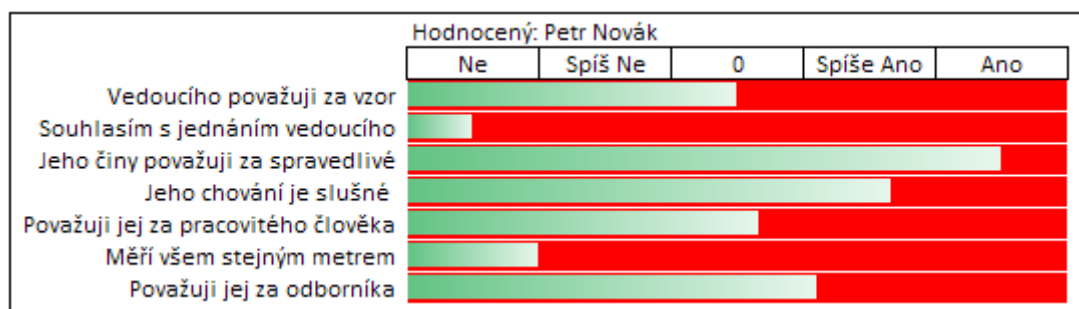 Hodnocený: Petr Novák
Ne Spíš Ne 0 Spíše Ano Ano
Vedoucího považuji za vzor
Souhlasím s jednáním vedoucího
Jeho činy považuji za spravedlivé
Jeho chování je slušné
Považuji jej za pracovitého člověka
Měří všem stejným metrem
Považuji jej za odborníka